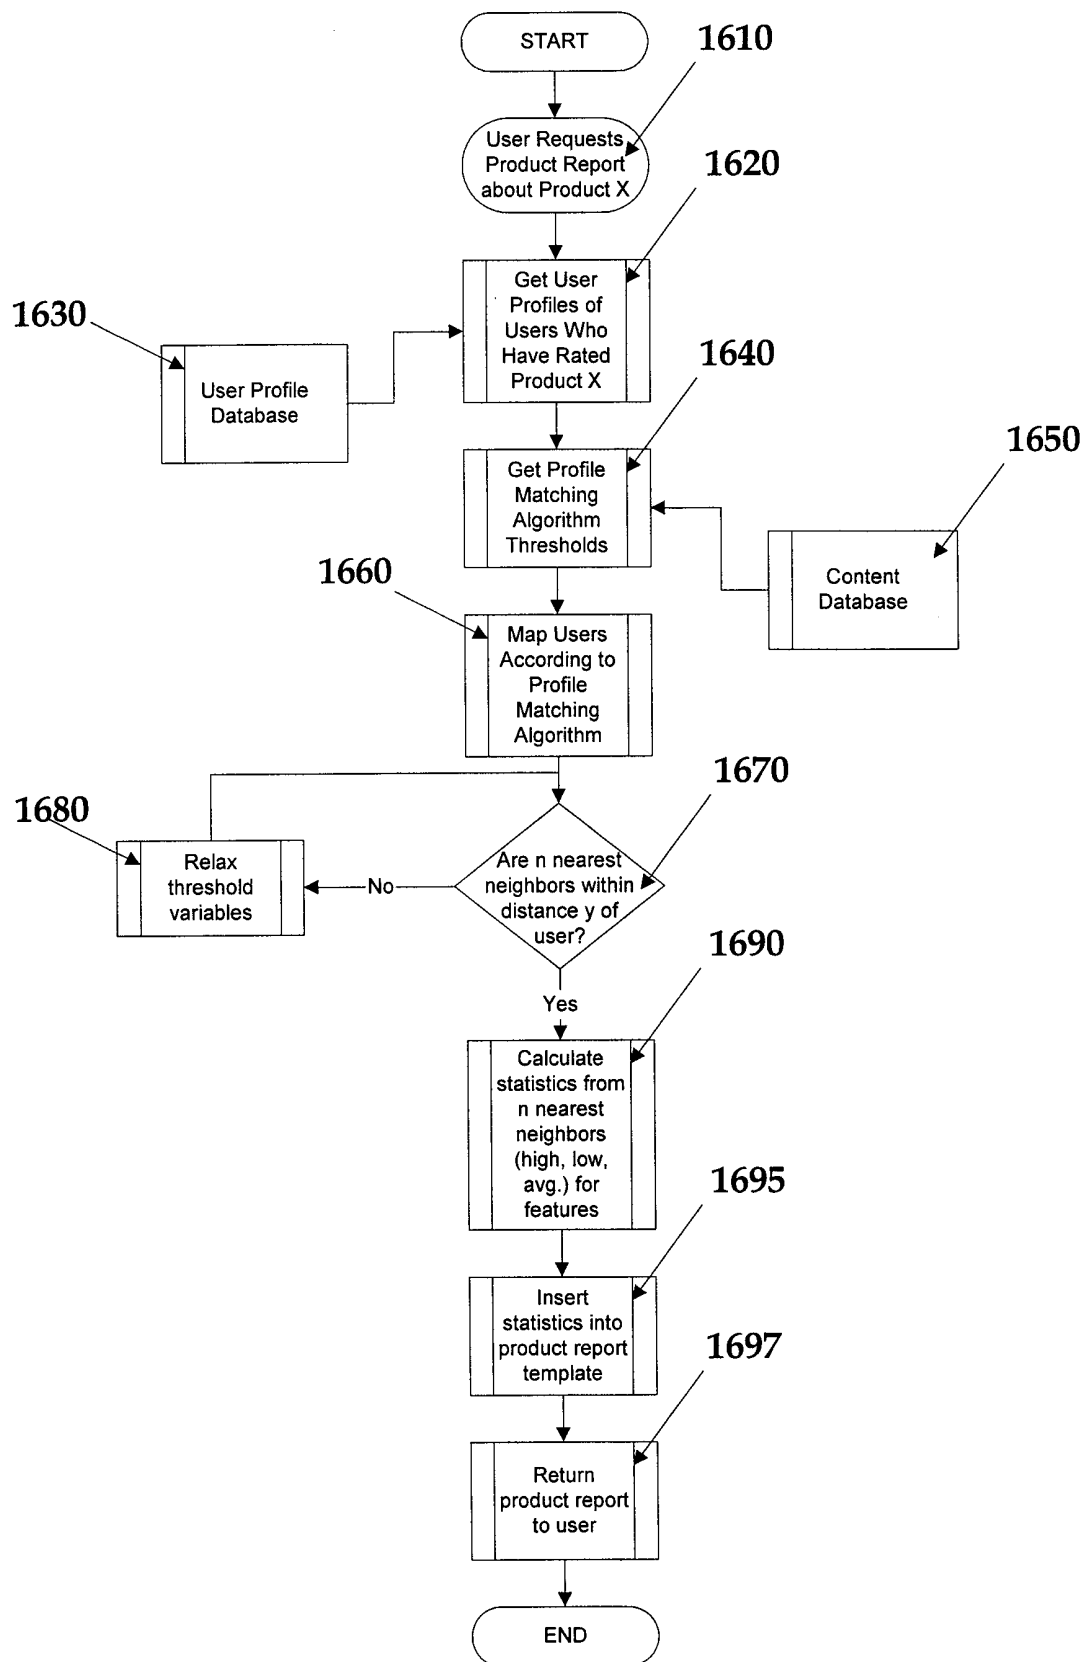 START
1610
User Requests
Product Report
about Product X
1620
Get User
Profiles of
Users Who
Have Rated
Product X
1630
User Profile
Database
1640
Get Profile
Matching
Algorithm
Thresholds
1650
Content
Database
1660
Map Users
According to
Profile
Matching
Algorithm
1670
Are n nearest
neighbors within
distance y of
user?
No
1680
Relax
threshold
variables
Yes
1690
Calculate
statistics from
n nearest
neighbors
(high, low,
avg.) for
features
1695
Insert
statistics into
product report
template
1697
Return
product report
to user
END